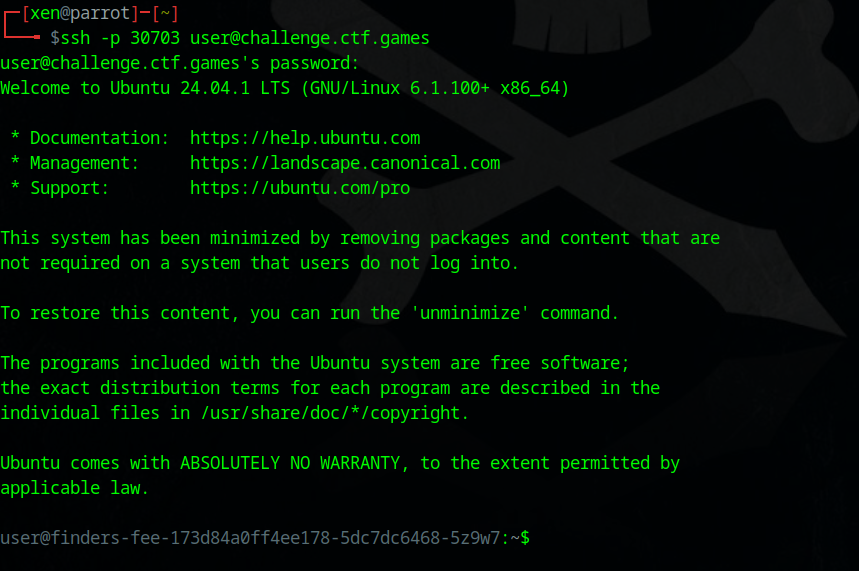 ┌─[xen@parrot]─[~]
└──╼ $ssh -p 30703 user@challenge.ctf.games
user@challenge.ctf.games's password:
Welcome to Ubuntu 24.04.1 LTS (GNU/Linux 6.1.100+ x86_64)
* Documentation:  https://help.ubuntu.com
* Management:     https://landscape.canonical.com
* Support:        https://ubuntu.com/pro
This system has been minimized by removing packages and content that are
not required on a system that users do not log into.
To restore this content, you can run the 'unminimize' command.
The programs included with the Ubuntu system are free software;
the exact distribution terms for each program are described in the
individual files in /usr/share/doc/*/copyright.
Ubuntu comes with ABSOLUTELY NO WARRANTY, to the extent permitted by
applicable law.
user@finders-fee-173d84a0ff4ee178-5dc7dc6468-5z9w7:~$